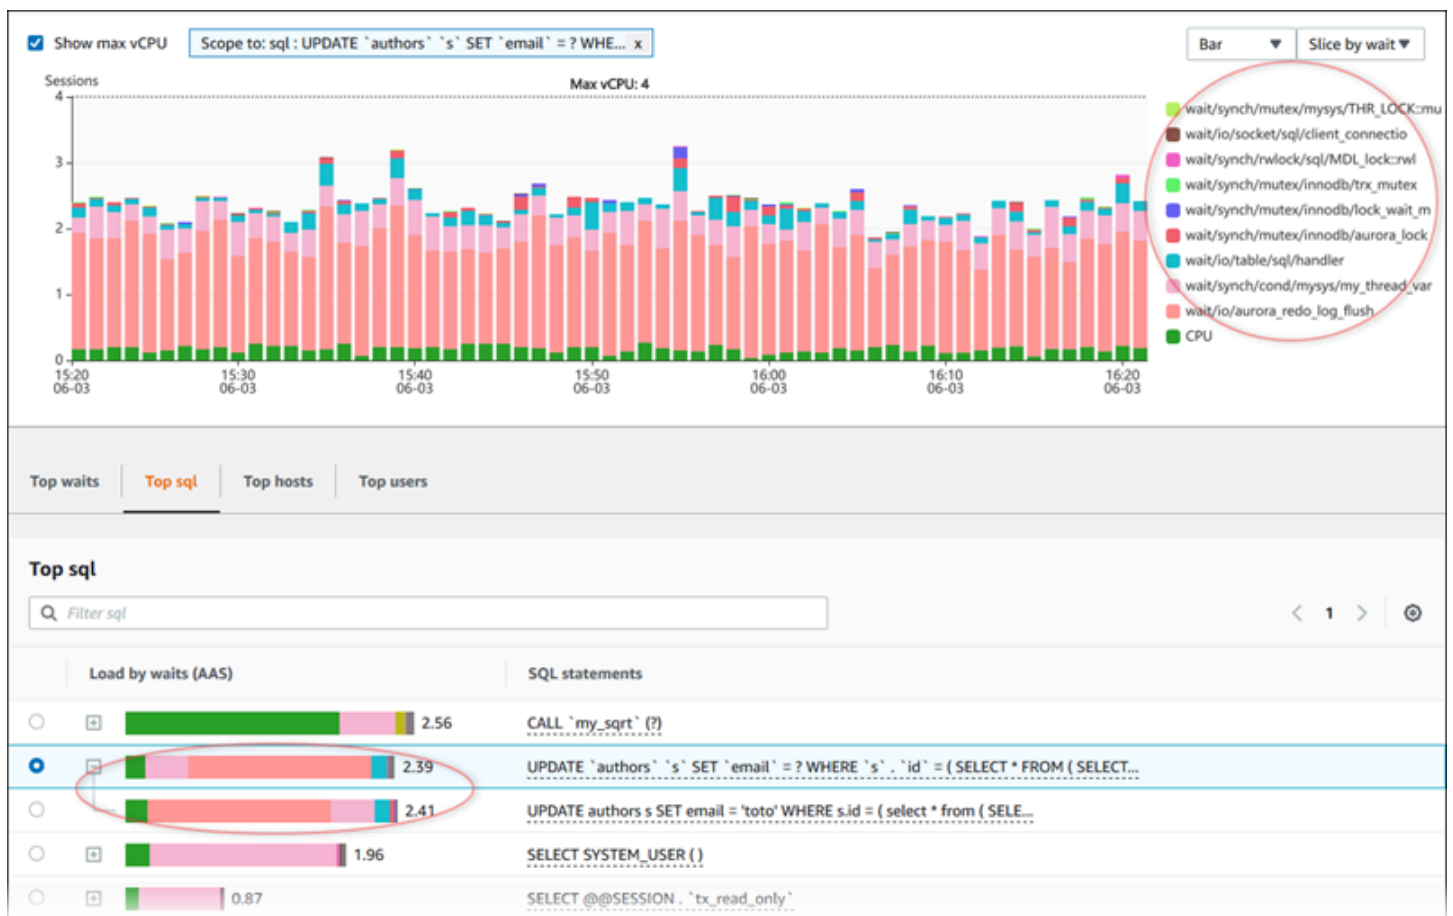 Show max vCPU
Scope to: sql : UPDATE `authors` `s` SET `email` = ? WHE... x
Bar
Slice by wait
Sessions
Max vCPU: 4
4
3
2
1
0
15:20
06-03
15:30
06-03
15:40
06-03
15:50
06-03
16:00
06-03
16:10
06-03
16:20
06-03
wait/synch/mutex/mysys/THR_LOCK::mu
wait/io/socket/sql/client_connectio
wait/synch/rwlock/sql/MDL_lock::rwl
wait/synch/mutex/innodb/trx_mutex
wait/synch/mutex/innodb/lock_wait_m
wait/synch/mutex/innodb/aurora_lock
wait/io/table/sql/handler
wait/synch/cond/mysys/my_thread_var
wait/io/aurora_redo_log_flush
CPU
Top waits
Top sql
Top hosts
Top users
Top sql
Filter sql
1
Load by waits (AAS)
SQL statements
2.56
CALL `my_sqrt` (?)
2.39
UPDATE `authors` `s` SET `email` = ? WHERE `s` . `id` = ( SELECT * FROM ( SELECT...
2.41
UPDATE authors s SET email = 'toto' WHERE s.id = ( select * from ( SELE...
1.96
SELECT SYSTEM_USER ( )
0.87
SELECT @@SESSION . `tx_read_only`